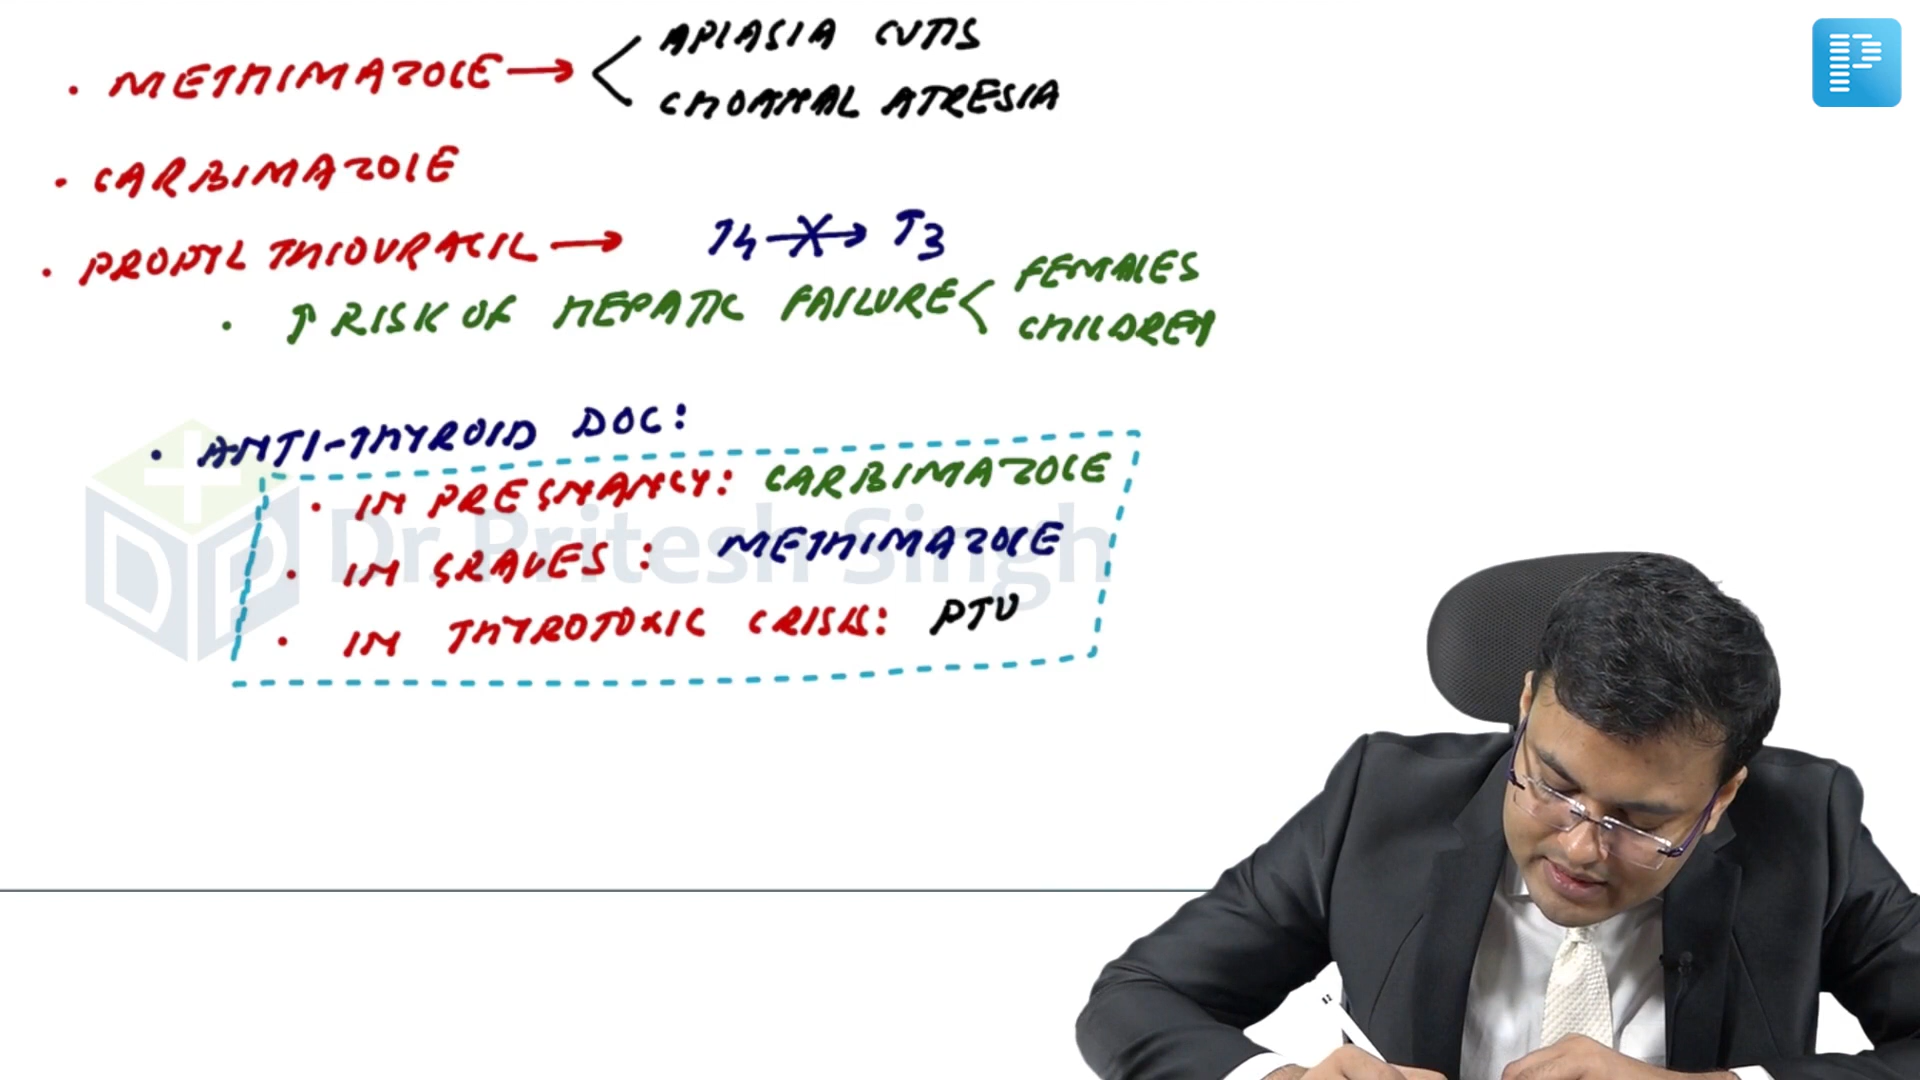 • METHIMAZOLE → < APLASIA CUTIS
CHOANAL ATRESIA
• CARBIMAZOLE
• PROPYL THIOURACIL → T4 -X-> T3
• ↑ RISK OF HEPATIC FAILURE < FEMALES
CHILDREN
• ANTI-THYROID DOC:
• IN PREGNANCY: CARBIMAZOLE
• IN GRAVES: METHIMAZOLE
• IN THYROTOXIC CRISIS: PTU
DP Dr. Pritesh Singh
P